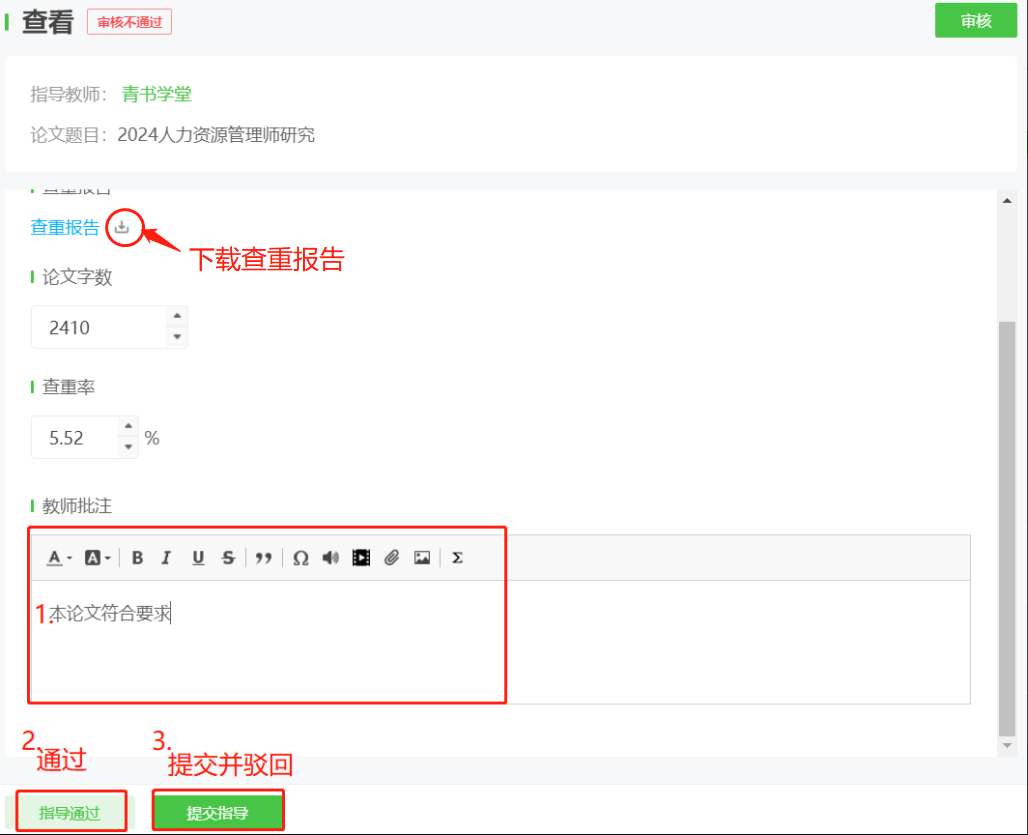 查看 审核不通过 审核
指导教师： 青书学堂
论文题目：2024人力资源管理师研究
查重报告
查重报告
下载查重报告
论文字数
2410
查重率
5.52 %
教师批注
A A B I U S ” Ω Σ
1.本论文符合要求
2.通过
3.提交并驳回
指导通过 提交指导